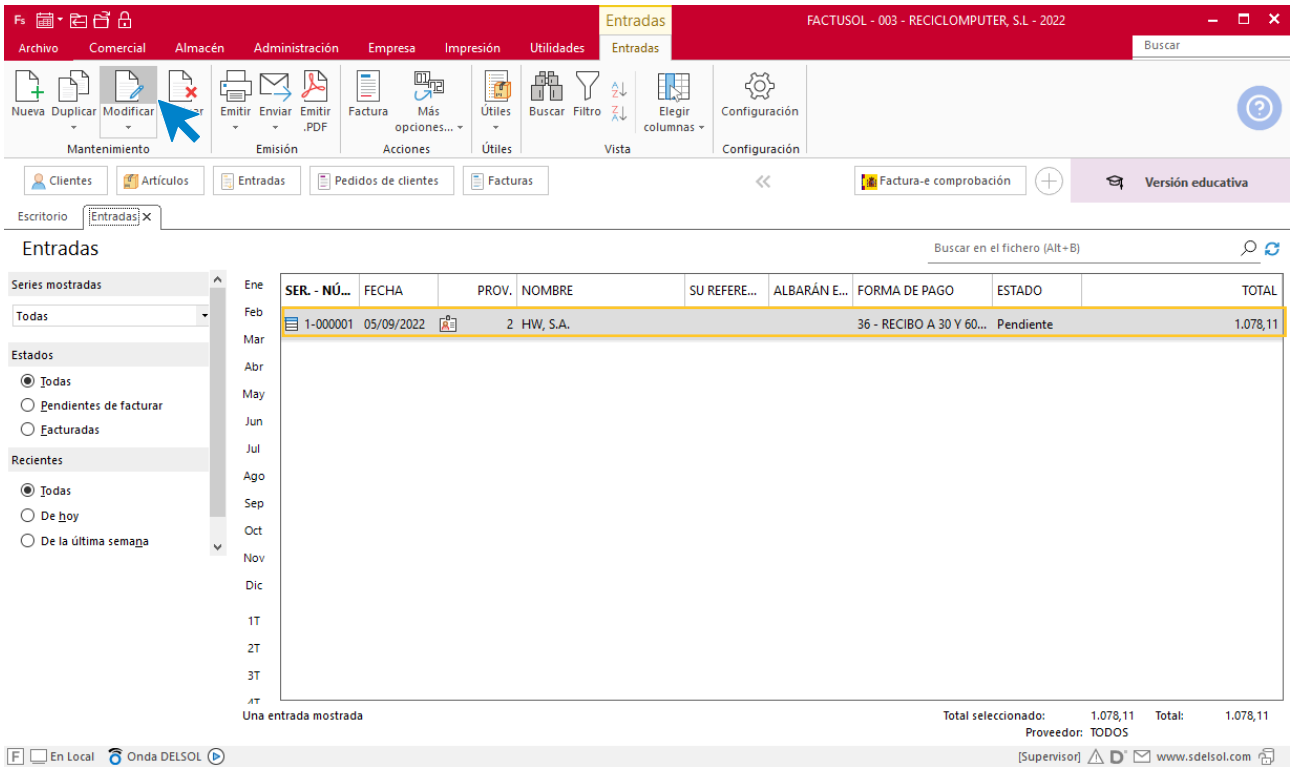 Fs Entradas FACTUSOL - 003 - RECICLOMPUTER, S.L - 2022
Archivo Comercial Almacén Administración Empresa Impresión Utilidades Entradas Buscar
Nueva Duplicar Modificar Emitir Enviar Emitir .PDF Factura Más opciones... Útiles Buscar Filtro Elegir columnas Configuración
Mantenimiento Emisión Acciones Útiles Vista Configuración
Clientes Artículos Entradas Pedidos de clientes Facturas Factura-e comprobación Versión educativa
Escritorio Entradas
Entradas Buscar en el fichero (Alt+B)
Series mostradas
Todas
Estados
Todas
Pendientes de facturar
Facturadas
Recientes
Todas
De hoy
De la última semana
Ene
Feb
Mar
Abr
May
Jun
Jul
Ago
Sep
Oct
Nov
Dic
1T
2T
3T
4T
SER. - NÚ... FECHA PROV. NOMBRE SU REFERE... ALBARÁN E... FORMA DE PAGO ESTADO TOTAL
1-000001 05/09/2022 2 HW, S.A. 36 - RECIBO A 30 Y 60... Pendiente 1.078,11
Una entrada mostrada Total seleccionado: 1.078,11 Total: 1.078,11
Proveedor: TODOS
F En Local Onda DELSOL [Supervisor] D www.sdelsol.com